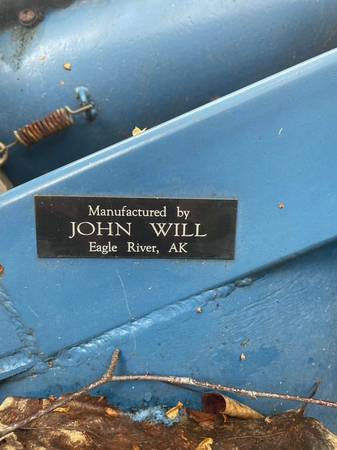 Manufactured by
JOHN WILL
Eagle River, AK